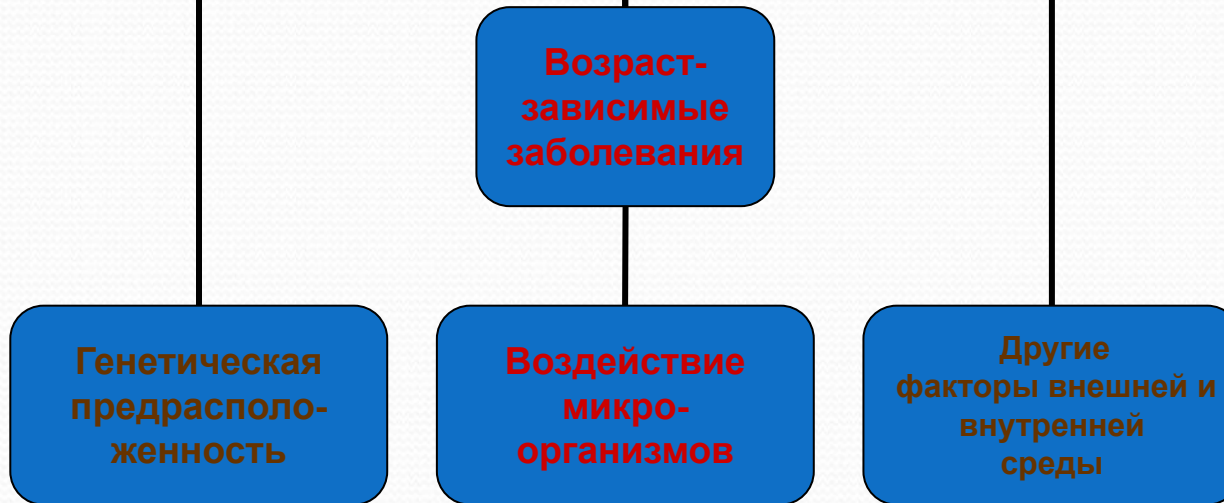 Возраст-
зависимые
заболевания
Генетическая
предрасполо-
женность
Воздействие
микро-
организмов
Другие
факторы внешней и
внутренней
среды